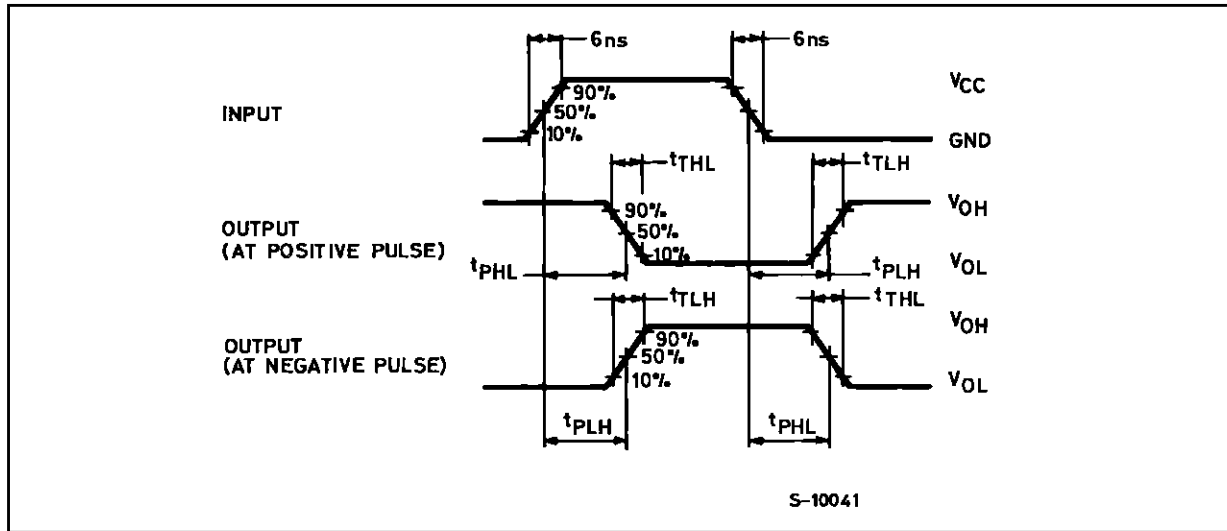 6ns 6ns
VCC
90%
INPUT 50%
10% GND
tTHL tTLH
90% VOH
OUTPUT 50%
(AT POSITIVE PULSE) 10%
tPHL tPLH VOL
tTLH tTHL
VOH
OUTPUT 90%
(AT NEGATIVE PULSE) 50%
10% VOL
tPLH tPHL
S-10041